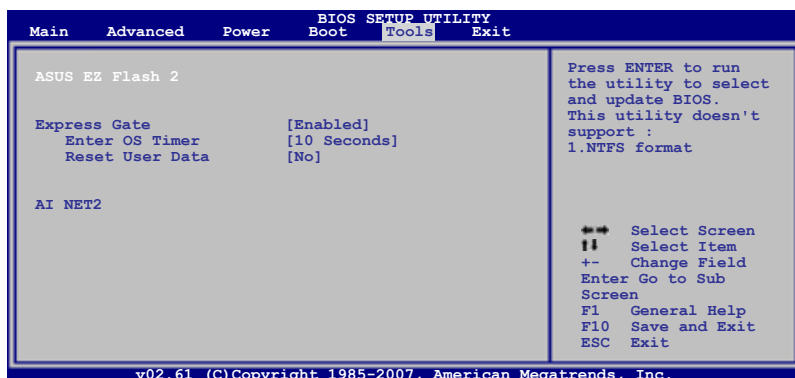 BIOS SETUP UTILITY
Main Advanced Power Boot Tools Exit
ASUS EZ Flash 2
Express Gate [Enabled]
Enter OS Timer [10 Seconds]
Reset User Data [No]
AI NET2
Press ENTER to run
the utility to select
and update BIOS.
This utility doesn't
support :
1.NTFS format
←→ Select Screen
↑↓ Select Item
+- Change Field
Enter Go to Sub
Screen
F1 General Help
F10 Save and Exit
ESC Exit
v02.61 (C)Copyright 1985-2007, American Megatrends, Inc.